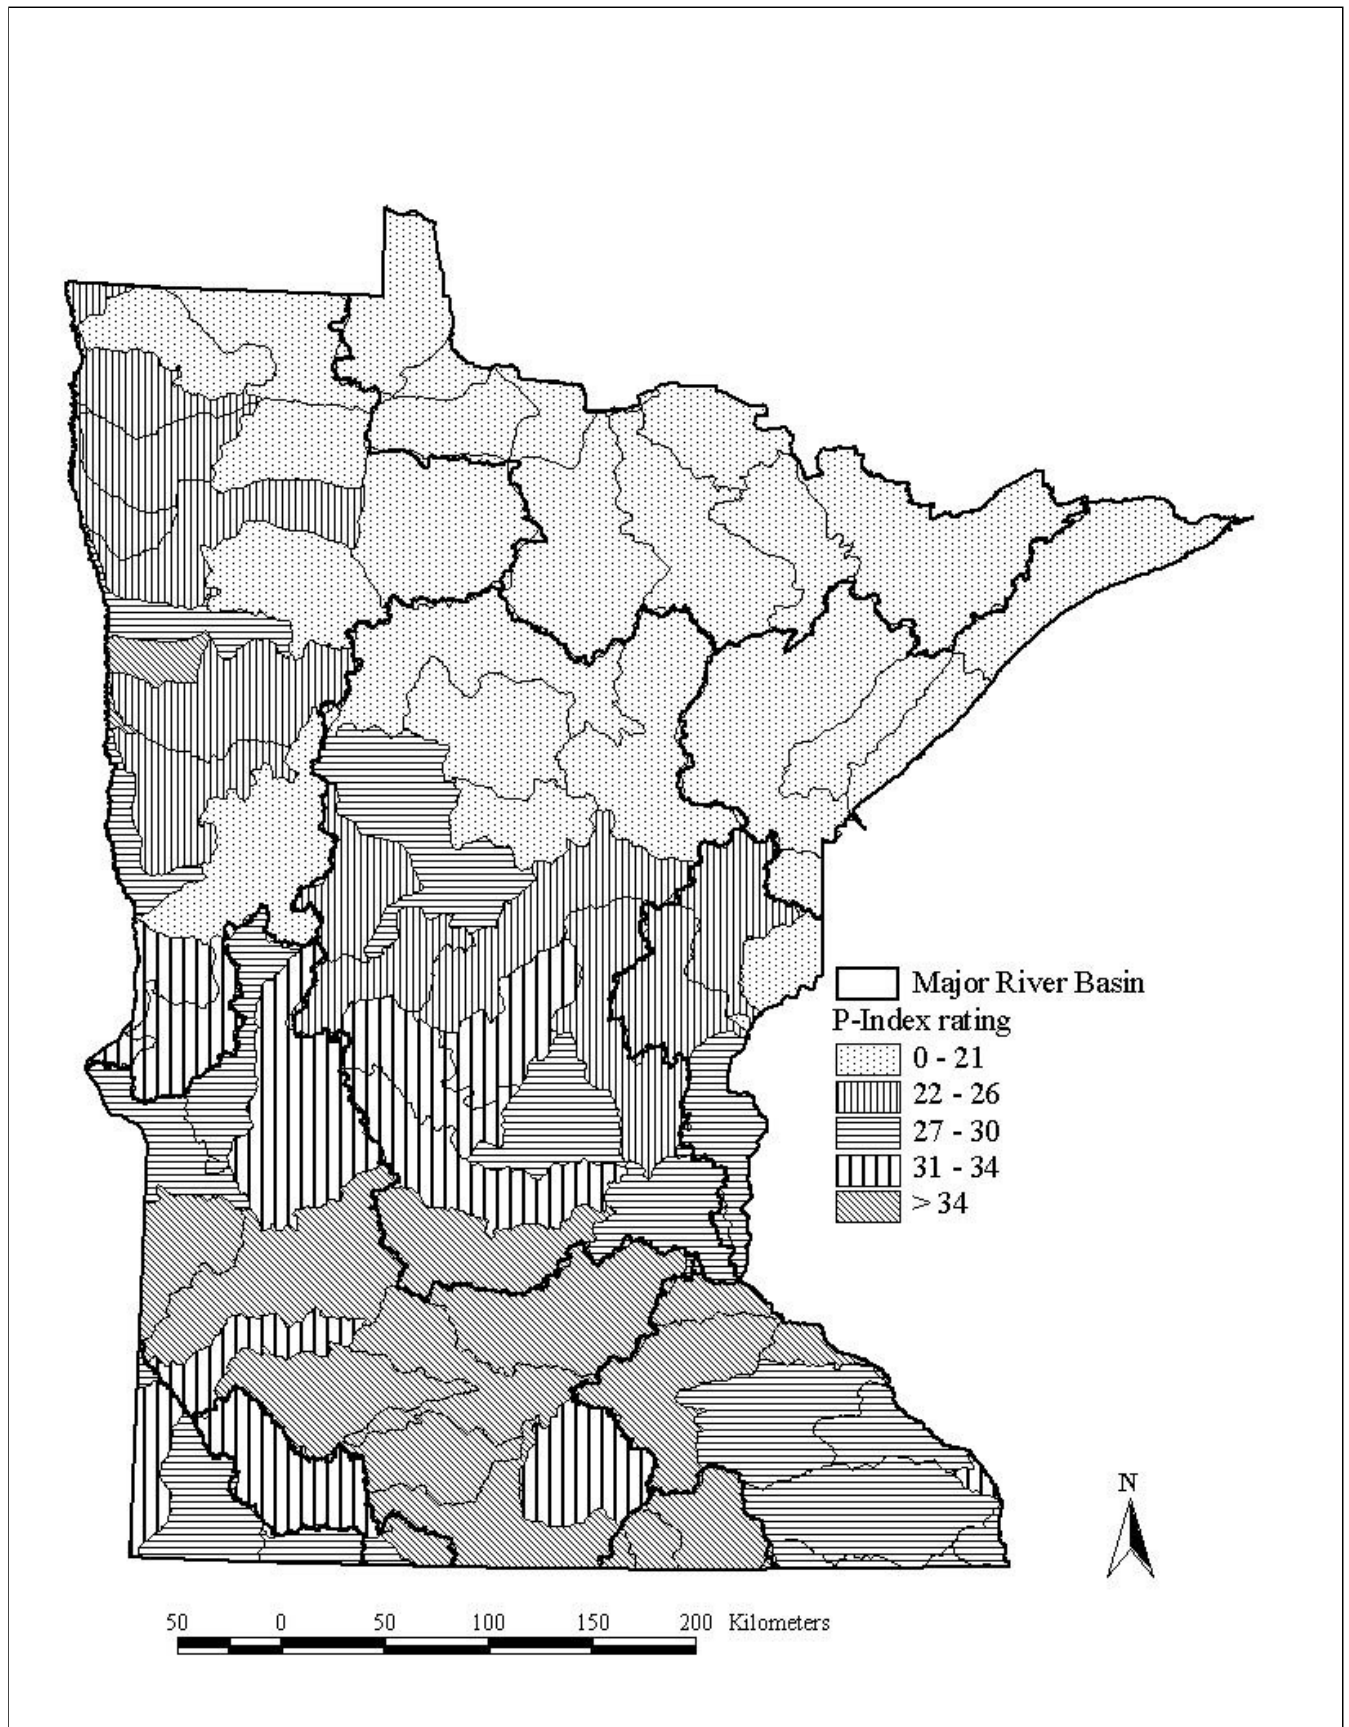 Major River Basin
P-Index rating
0 - 21
22 - 26
27 - 30
31 - 34
> 34
N
50 0 50 100 150 200 Kilometers